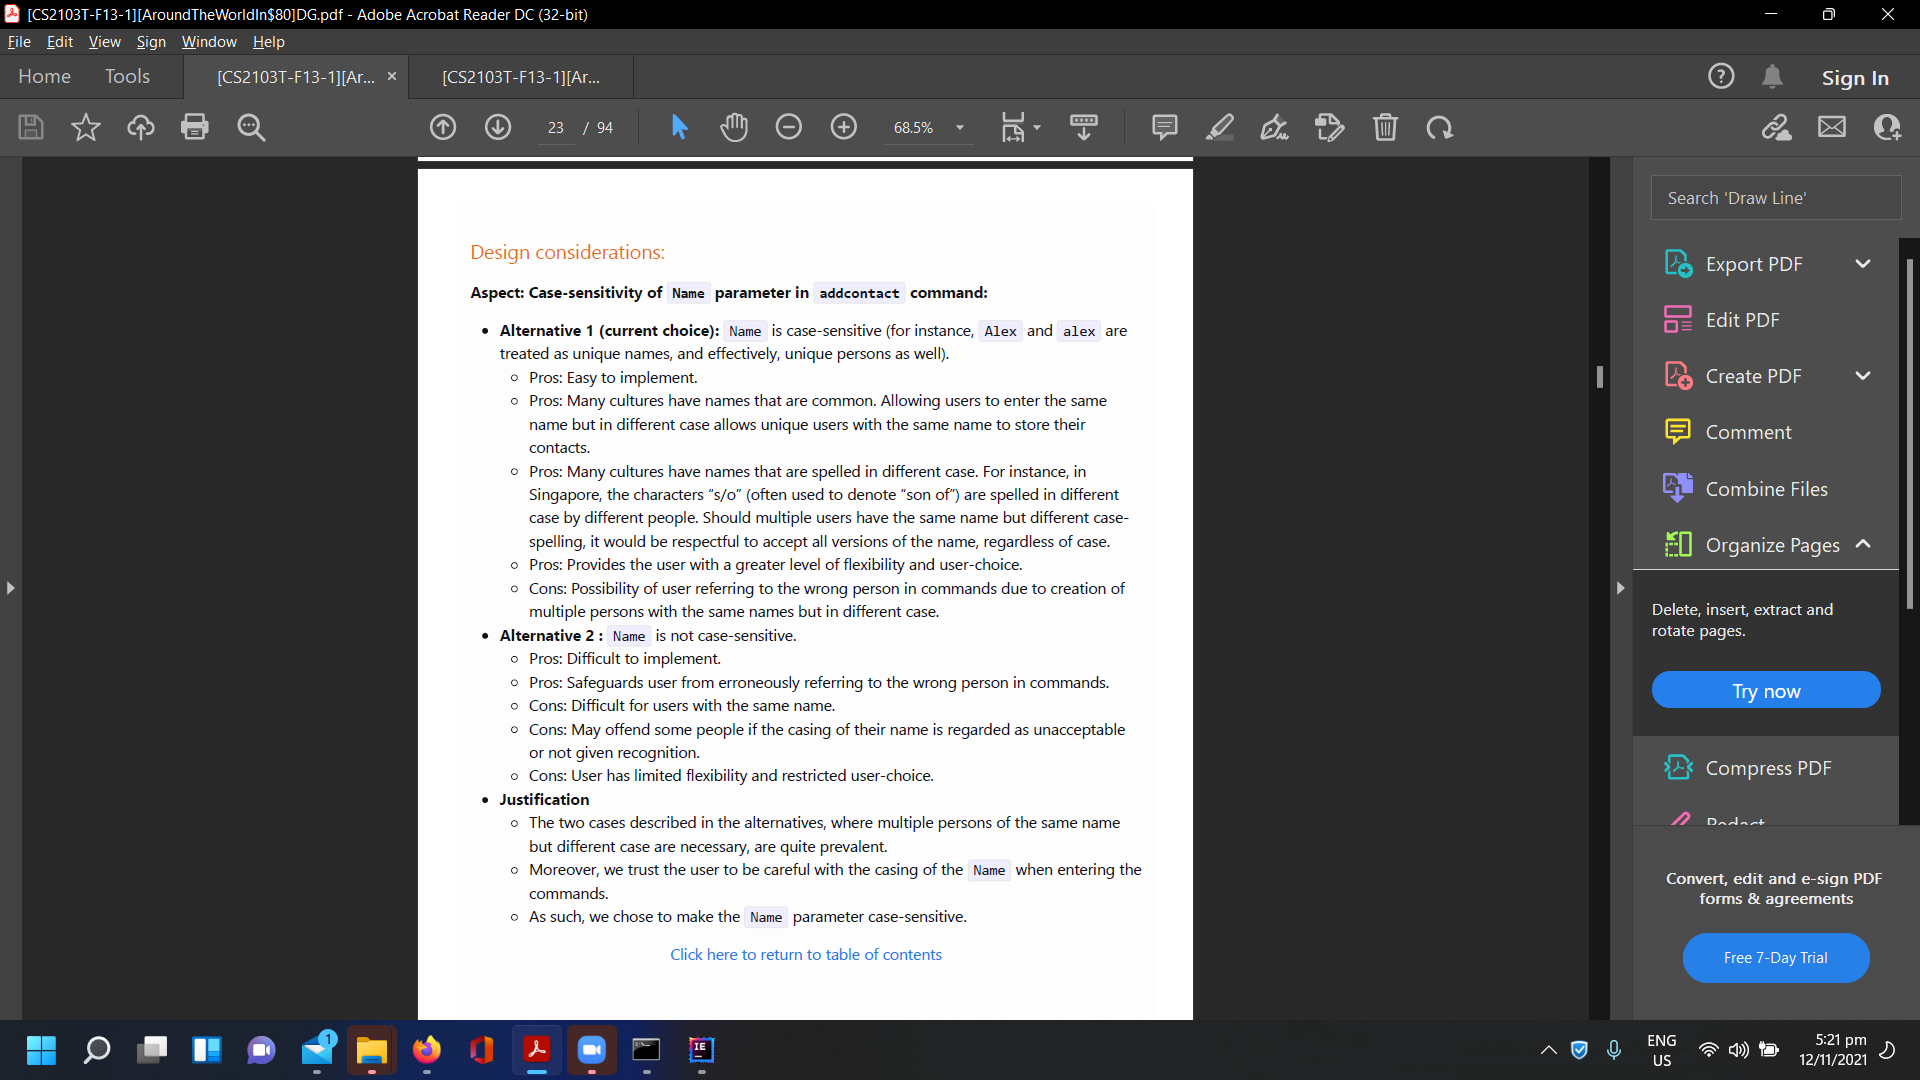 [CS2103T-F13-1][AroundTheWorldIn$80]DG.pdf - Adobe Acrobat Reader DC (32-bit)
File Edit View Sign Window Help
Home Tools [CS2103T-F13-1][Ar... × [CS2103T-F13-1][Ar... Sign In
23 / 94 68.5%
Design considerations:
Aspect: Case-sensitivity of Name parameter in addcontact command:
• Alternative 1 (current choice): Name is case-sensitive (for instance, Alex and alex are
treated as unique names, and effectively, unique persons as well).
○ Pros: Easy to implement.
○ Pros: Many cultures have names that are common. Allowing users to enter the same
name but in different case allows unique users with the same name to store their
contacts.
○ Pros: Many cultures have names that are spelled in different case. For instance, in
Singapore, the characters “s/o” (often used to denote “son of”) are spelled in different
case by different people. Should multiple users have the same name but different case-
spelling, it would be respectful to accept all versions of the name, regardless of case.
○ Pros: Provides the user with a greater level of flexibility and user-choice.
○ Cons: Possibility of user referring to the wrong person in commands due to creation of
multiple persons with the same names but in different case.
• Alternative 2 : Name is not case-sensitive.
○ Pros: Difficult to implement.
○ Pros: Safeguards user from erroneously referring to the wrong person in commands.
○ Cons: Difficult for users with the same name.
○ Cons: May offend some people if the casing of their name is regarded as unacceptable
or not given recognition.
○ Cons: User has limited flexibility and restricted user-choice.
• Justification
○ The two cases described in the alternatives, where multiple persons of the same name
but different case are necessary, are quite prevalent.
○ Moreover, we trust the user to be careful with the casing of the Name when entering the
commands.
○ As such, we chose to make the Name parameter case-sensitive.
Click here to return to table of contents
Search 'Draw Line'
Export PDF
Edit PDF
Create PDF
Comment
Combine Files
Organize Pages
Delete, insert, extract and
rotate pages.
Try now
Compress PDF
Redact
Convert, edit and e-sign PDF
forms & agreements
Free 7-Day Trial
1
IE
ENG
US
5:21 pm
12/11/2021